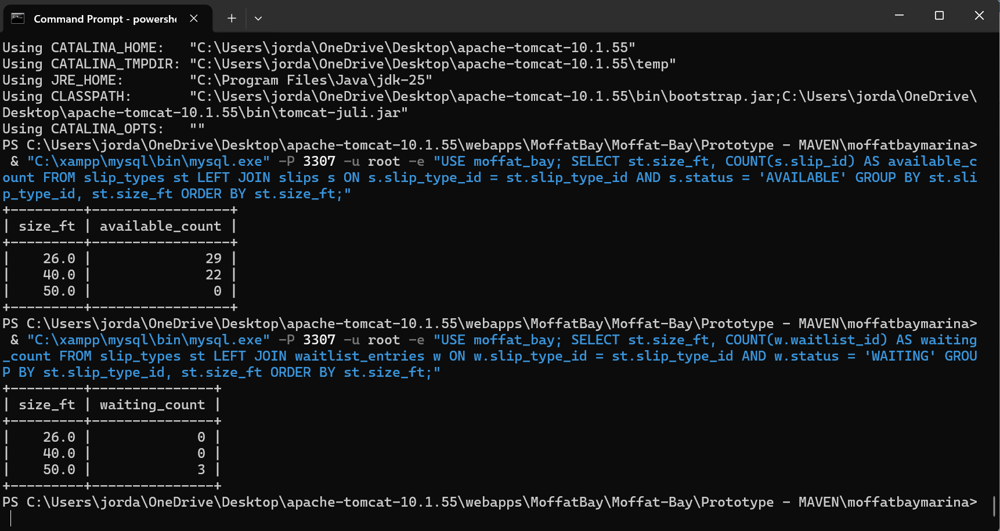 Command Prompt - powershe
Using CATALINA_HOME:   "C:\Users\jorda\OneDrive\Desktop\apache-tomcat-10.1.55"
Using CATALINA_TMPDIR: "C:\Users\jorda\OneDrive\Desktop\apache-tomcat-10.1.55\temp"
Using JRE_HOME:        "C:\Program Files\Java\jdk-25"
Using CLASSPATH:       "C:\Users\jorda\OneDrive\Desktop\apache-tomcat-10.1.55\bin\bootstrap.jar;C:\Users\jorda\OneDrive\
Desktop\apache-tomcat-10.1.55\bin\tomcat-juli.jar"
Using CATALINA_OPTS:   ""
PS C:\Users\jorda\OneDrive\Desktop\apache-tomcat-10.1.55\webapps\MoffatBay\Moffat-Bay\Prototype - MAVEN\moffatbaymarina>
 & "C:\xampp\mysql\bin\mysql.exe" -P 3307 -u root -e "USE moffat_bay; SELECT st.size_ft, COUNT(s.slip_id) AS available_c
ount FROM slip_types st LEFT JOIN slips s ON s.slip_type_id = st.slip_type_id AND s.status = 'AVAILABLE' GROUP BY st.sli
p_type_id, st.size_ft ORDER BY st.size_ft;"
+---------+-----------------+
| size_ft | available_count |
+---------+-----------------+
|    26.0 |              29 |
|    40.0 |              22 |
|    50.0 |               0 |
+---------+-----------------+
PS C:\Users\jorda\OneDrive\Desktop\apache-tomcat-10.1.55\webapps\MoffatBay\Moffat-Bay\Prototype - MAVEN\moffatbaymarina>
 & "C:\xampp\mysql\bin\mysql.exe" -P 3307 -u root -e "USE moffat_bay; SELECT st.size_ft, COUNT(w.waitlist_id) AS waiting
_count FROM slip_types st LEFT JOIN waitlist_entries w ON w.slip_type_id = st.slip_type_id AND w.status = 'WAITING' GROU
P BY st.slip_type_id, st.size_ft ORDER BY st.size_ft;"
+---------+---------------+
| size_ft | waiting_count |
+---------+---------------+
|    26.0 |             0 |
|    40.0 |             0 |
|    50.0 |             3 |
+---------+---------------+
PS C:\Users\jorda\OneDrive\Desktop\apache-tomcat-10.1.55\webapps\MoffatBay\Moffat-Bay\Prototype - MAVEN\moffatbaymarina>